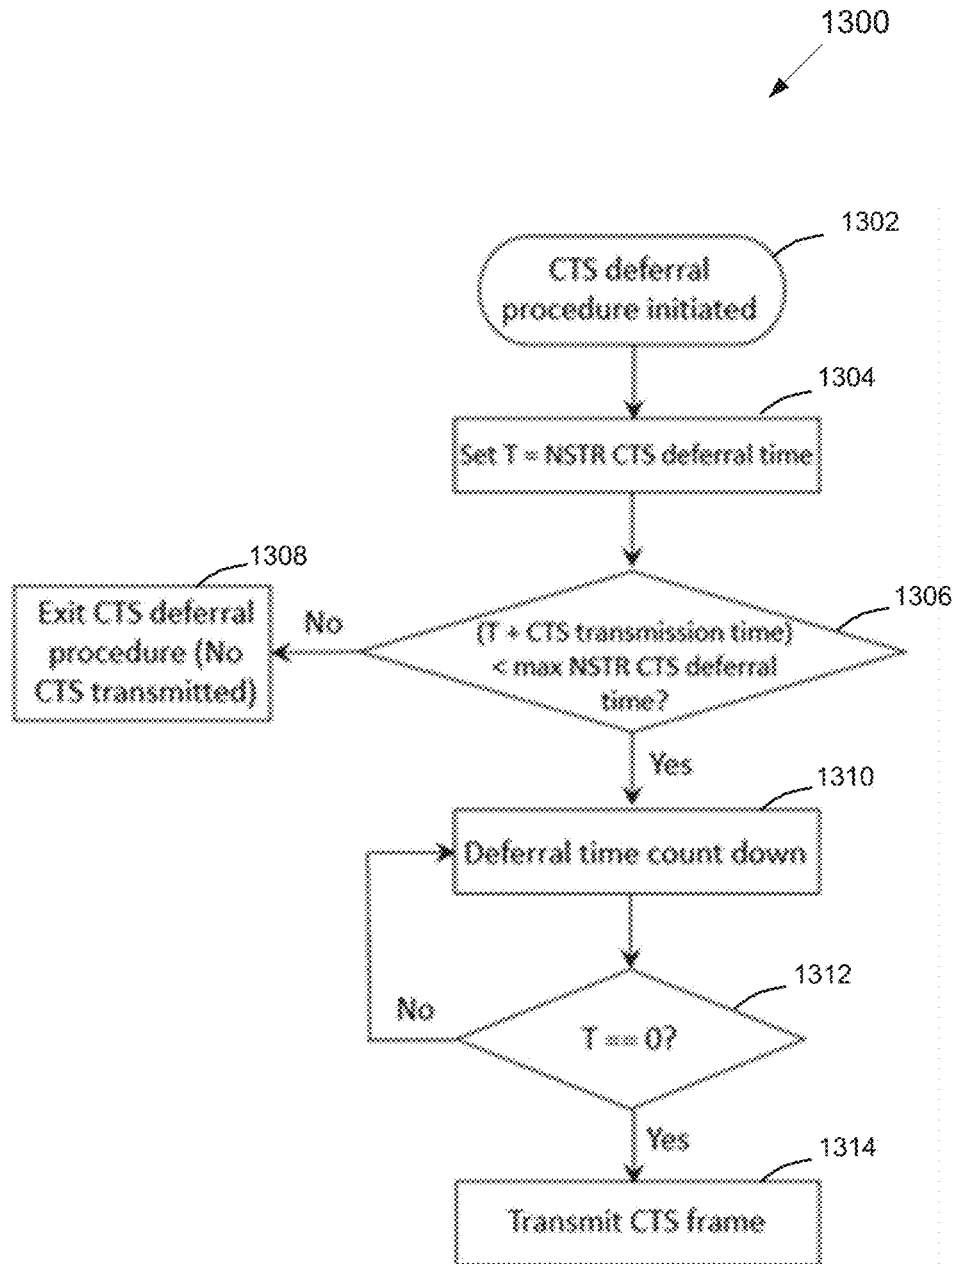 1300
1302
CTS deferral
procedure initiated
1304
Set T = NSTR CTS deferral time
1308
Exit CTS deferral
procedure (No
CTS transmitted)
No
1306
(T + CTS transmission time)
< max NSTR CTS deferral
time?
Yes
1310
Deferral time count down
1312
No
T == 0?
Yes
1314
Transmit CTS frame